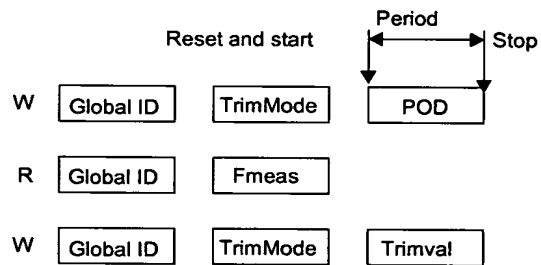 Period
Reset and start Stop
W Global ID TrimMode POD
R Global ID Fmeas
W Global ID TrimMode Trimval